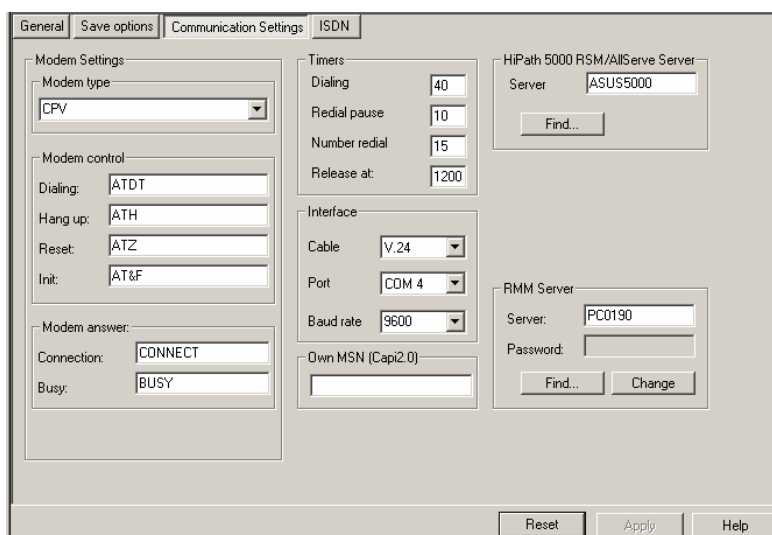 General Save options Communication Settings ISDN
Modem Settings
Modem type
CPV
Modem control
Dialing: ATDT
Hang up: ATH
Reset: ATZ
Init: AT&F
Modem answer:
Connection: CONNECT
Busy: BUSY
Timers
Dialing 40
Redial pause 10
Number redial 15
Release at: 1200
Interface
Cable V.24
Port COM 4
Baud rate 9600
Own MSN (Capi2.0)
HiPath 5000 RSM/AllServe Server
Server ASUS5000
Find...
RMM Server
Server: PC0190
Password:
Find... Change
Reset Apply Help